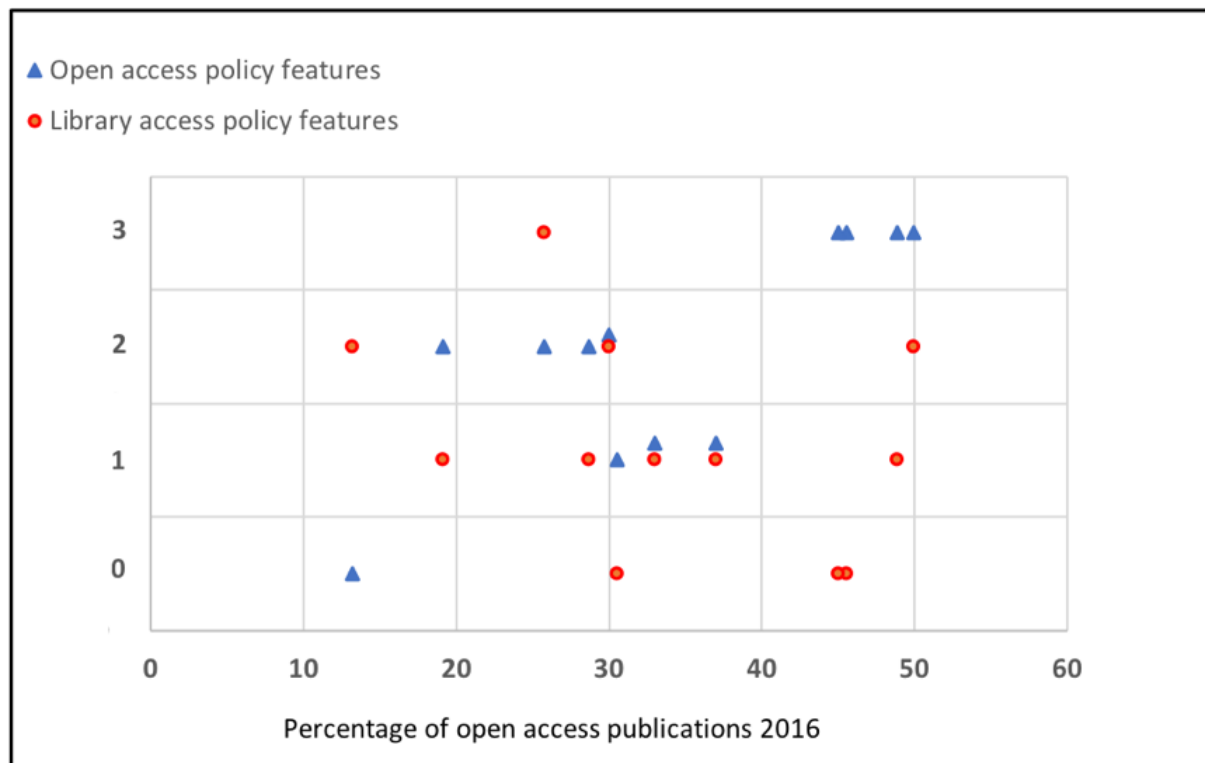 Open access policy features
Library access policy features
3
2
1
0
0 10 20 30 40 50 60
Percentage of open access publications 2016